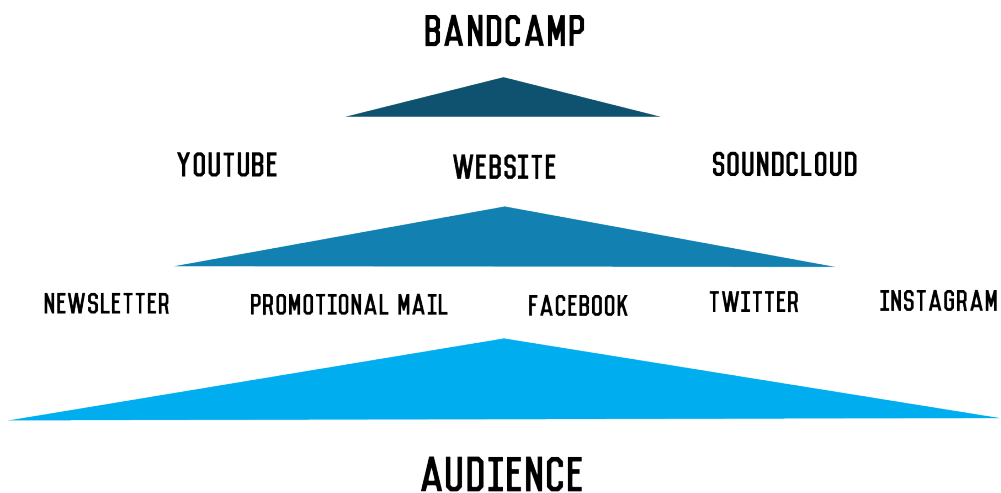 BANDCAMP
YOUTUBE WEBSITE SOUNDCLOUD
NEWSLETTER PROMOTIONAL MAIL FACEBOOK TWITTER INSTAGRAM
AUDIENCE